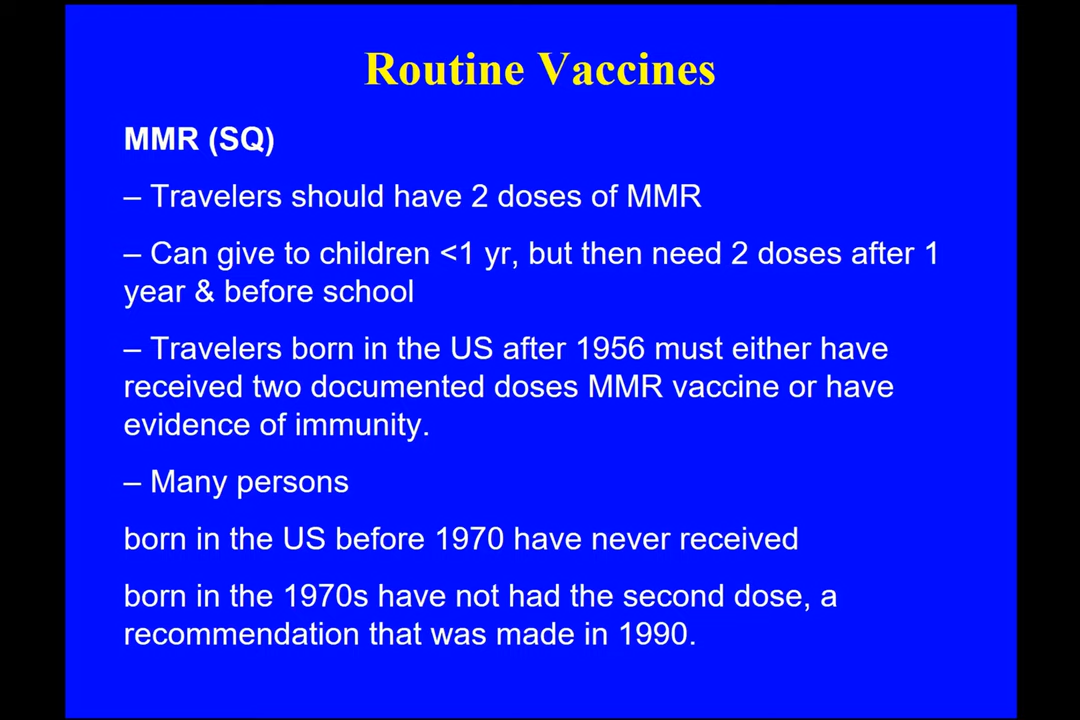 Routine Vaccines
MMR (SQ)
– Travelers should have 2 doses of MMR
– Can give to children <1 yr, but then need 2 doses after 1
year & before school
– Travelers born in the US after 1956 must either have
received two documented doses MMR vaccine or have
evidence of immunity.
– Many persons
born in the US before 1970 have never received
born in the 1970s have not had the second dose, a
recommendation that was made in 1990.